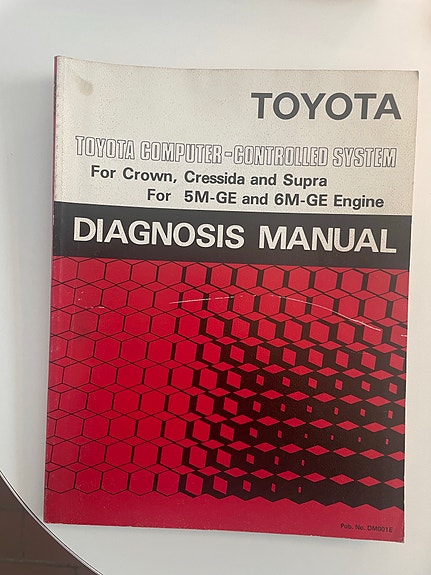 TOYOTA
TOYOTA COMPUTER-CONTROLLED SYSTEM
For Crown, Cressida and Supra
For 5M-GE and 6M-GE Engine
DIAGNOSIS MANUAL
Pub. No. DM001E